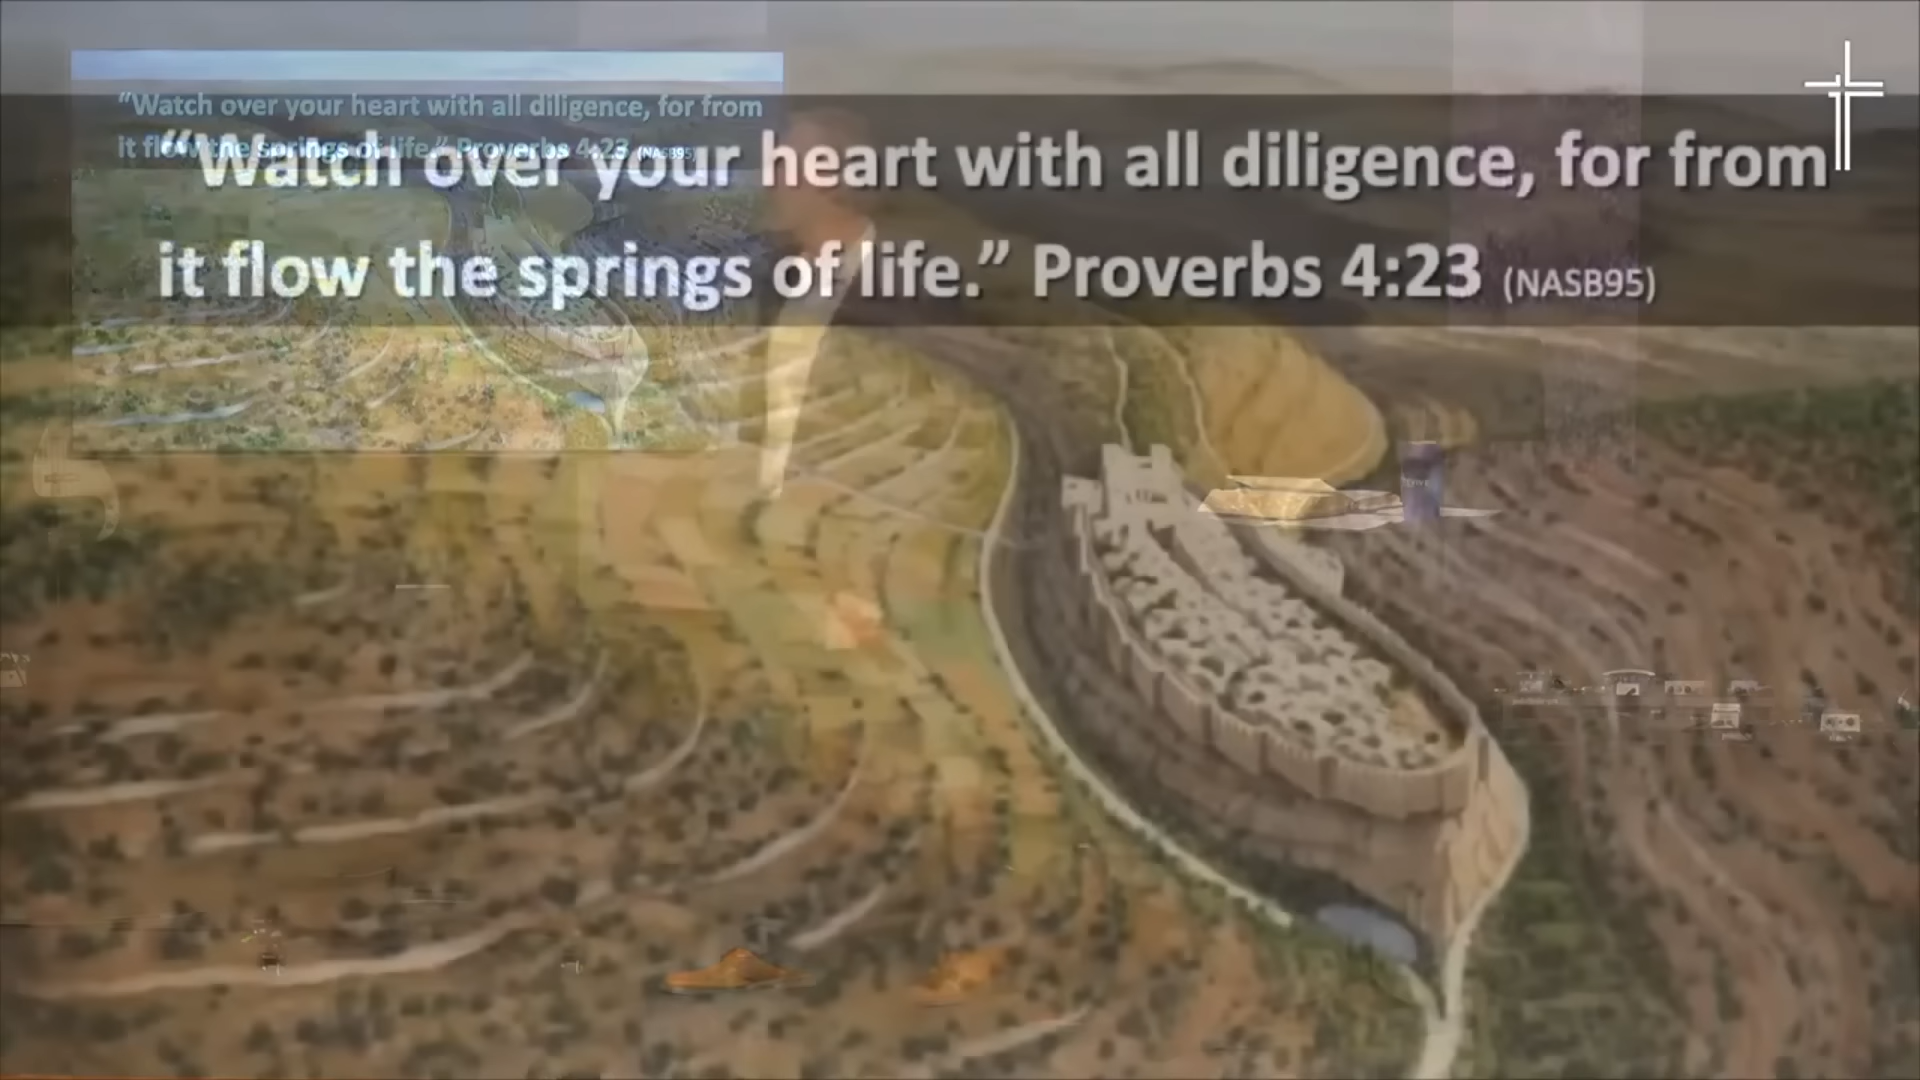 “Watch over your heart with all diligence, for from
it flow the springs of life.” Proverbs 4:23 (NASB95)
“Watch over your heart with all diligence, for from
it flow the springs of life.” Proverbs 4:23 (NASB95)